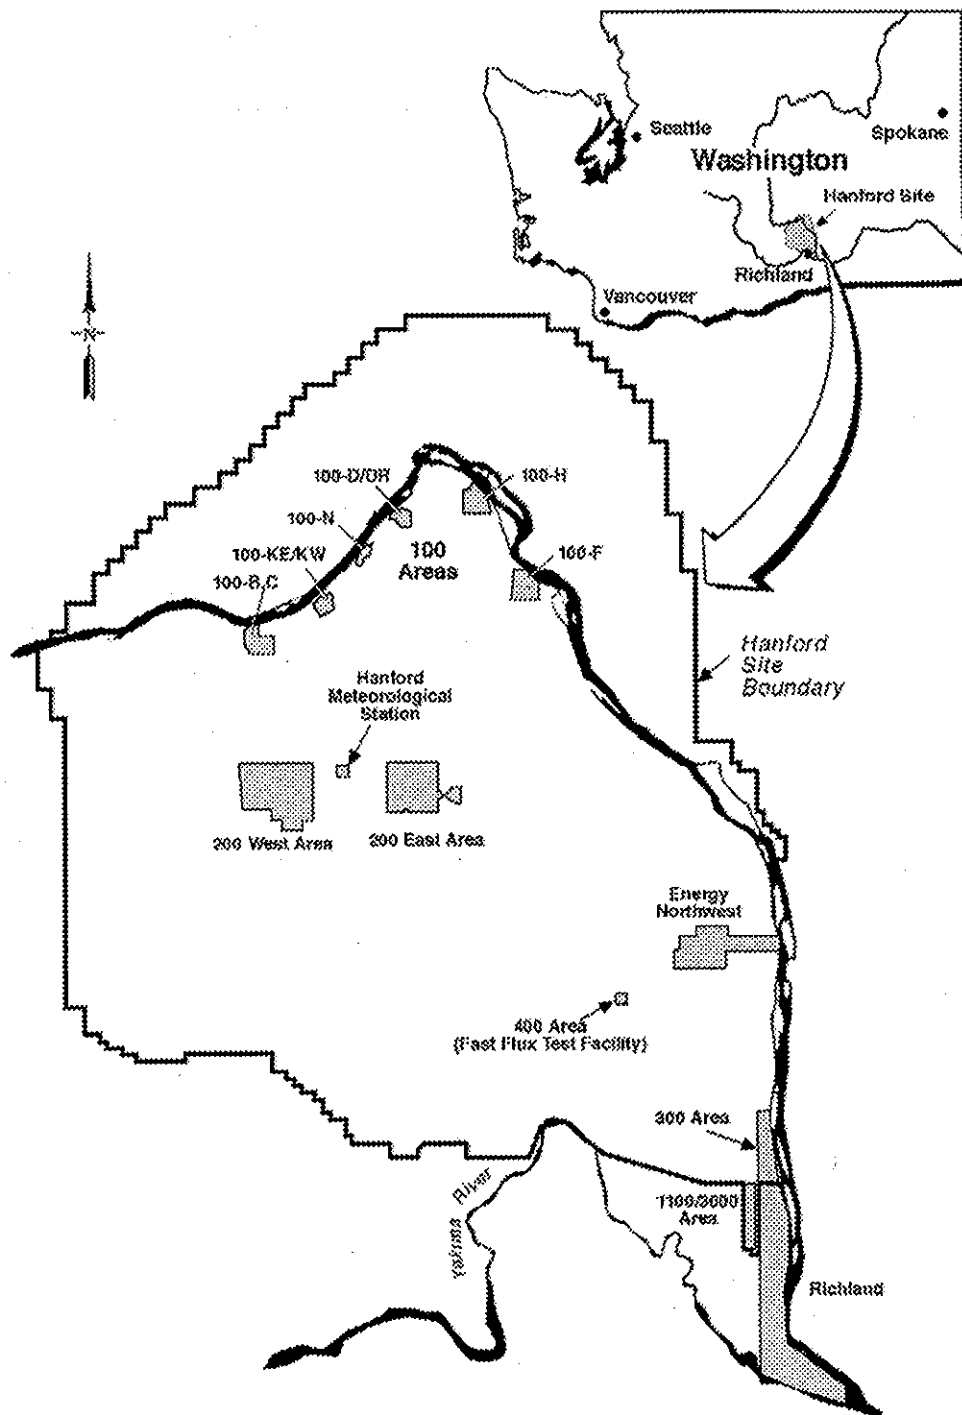 Seattle
Spokane
Washington
Hanford Site
Richland
Vancouver
N
100-D/DR
100-H
100-N
100
Areas
100-KE/KW
100-F
100-B,C
Hanford
Site
Boundary
Hanford
Meteorological
Station
200 West Area
200 East Area
Energy
Northwest
400 Area
(Fast Flux Test Facility)
300 Area
Yakima River
1100/3000
Area
Richland